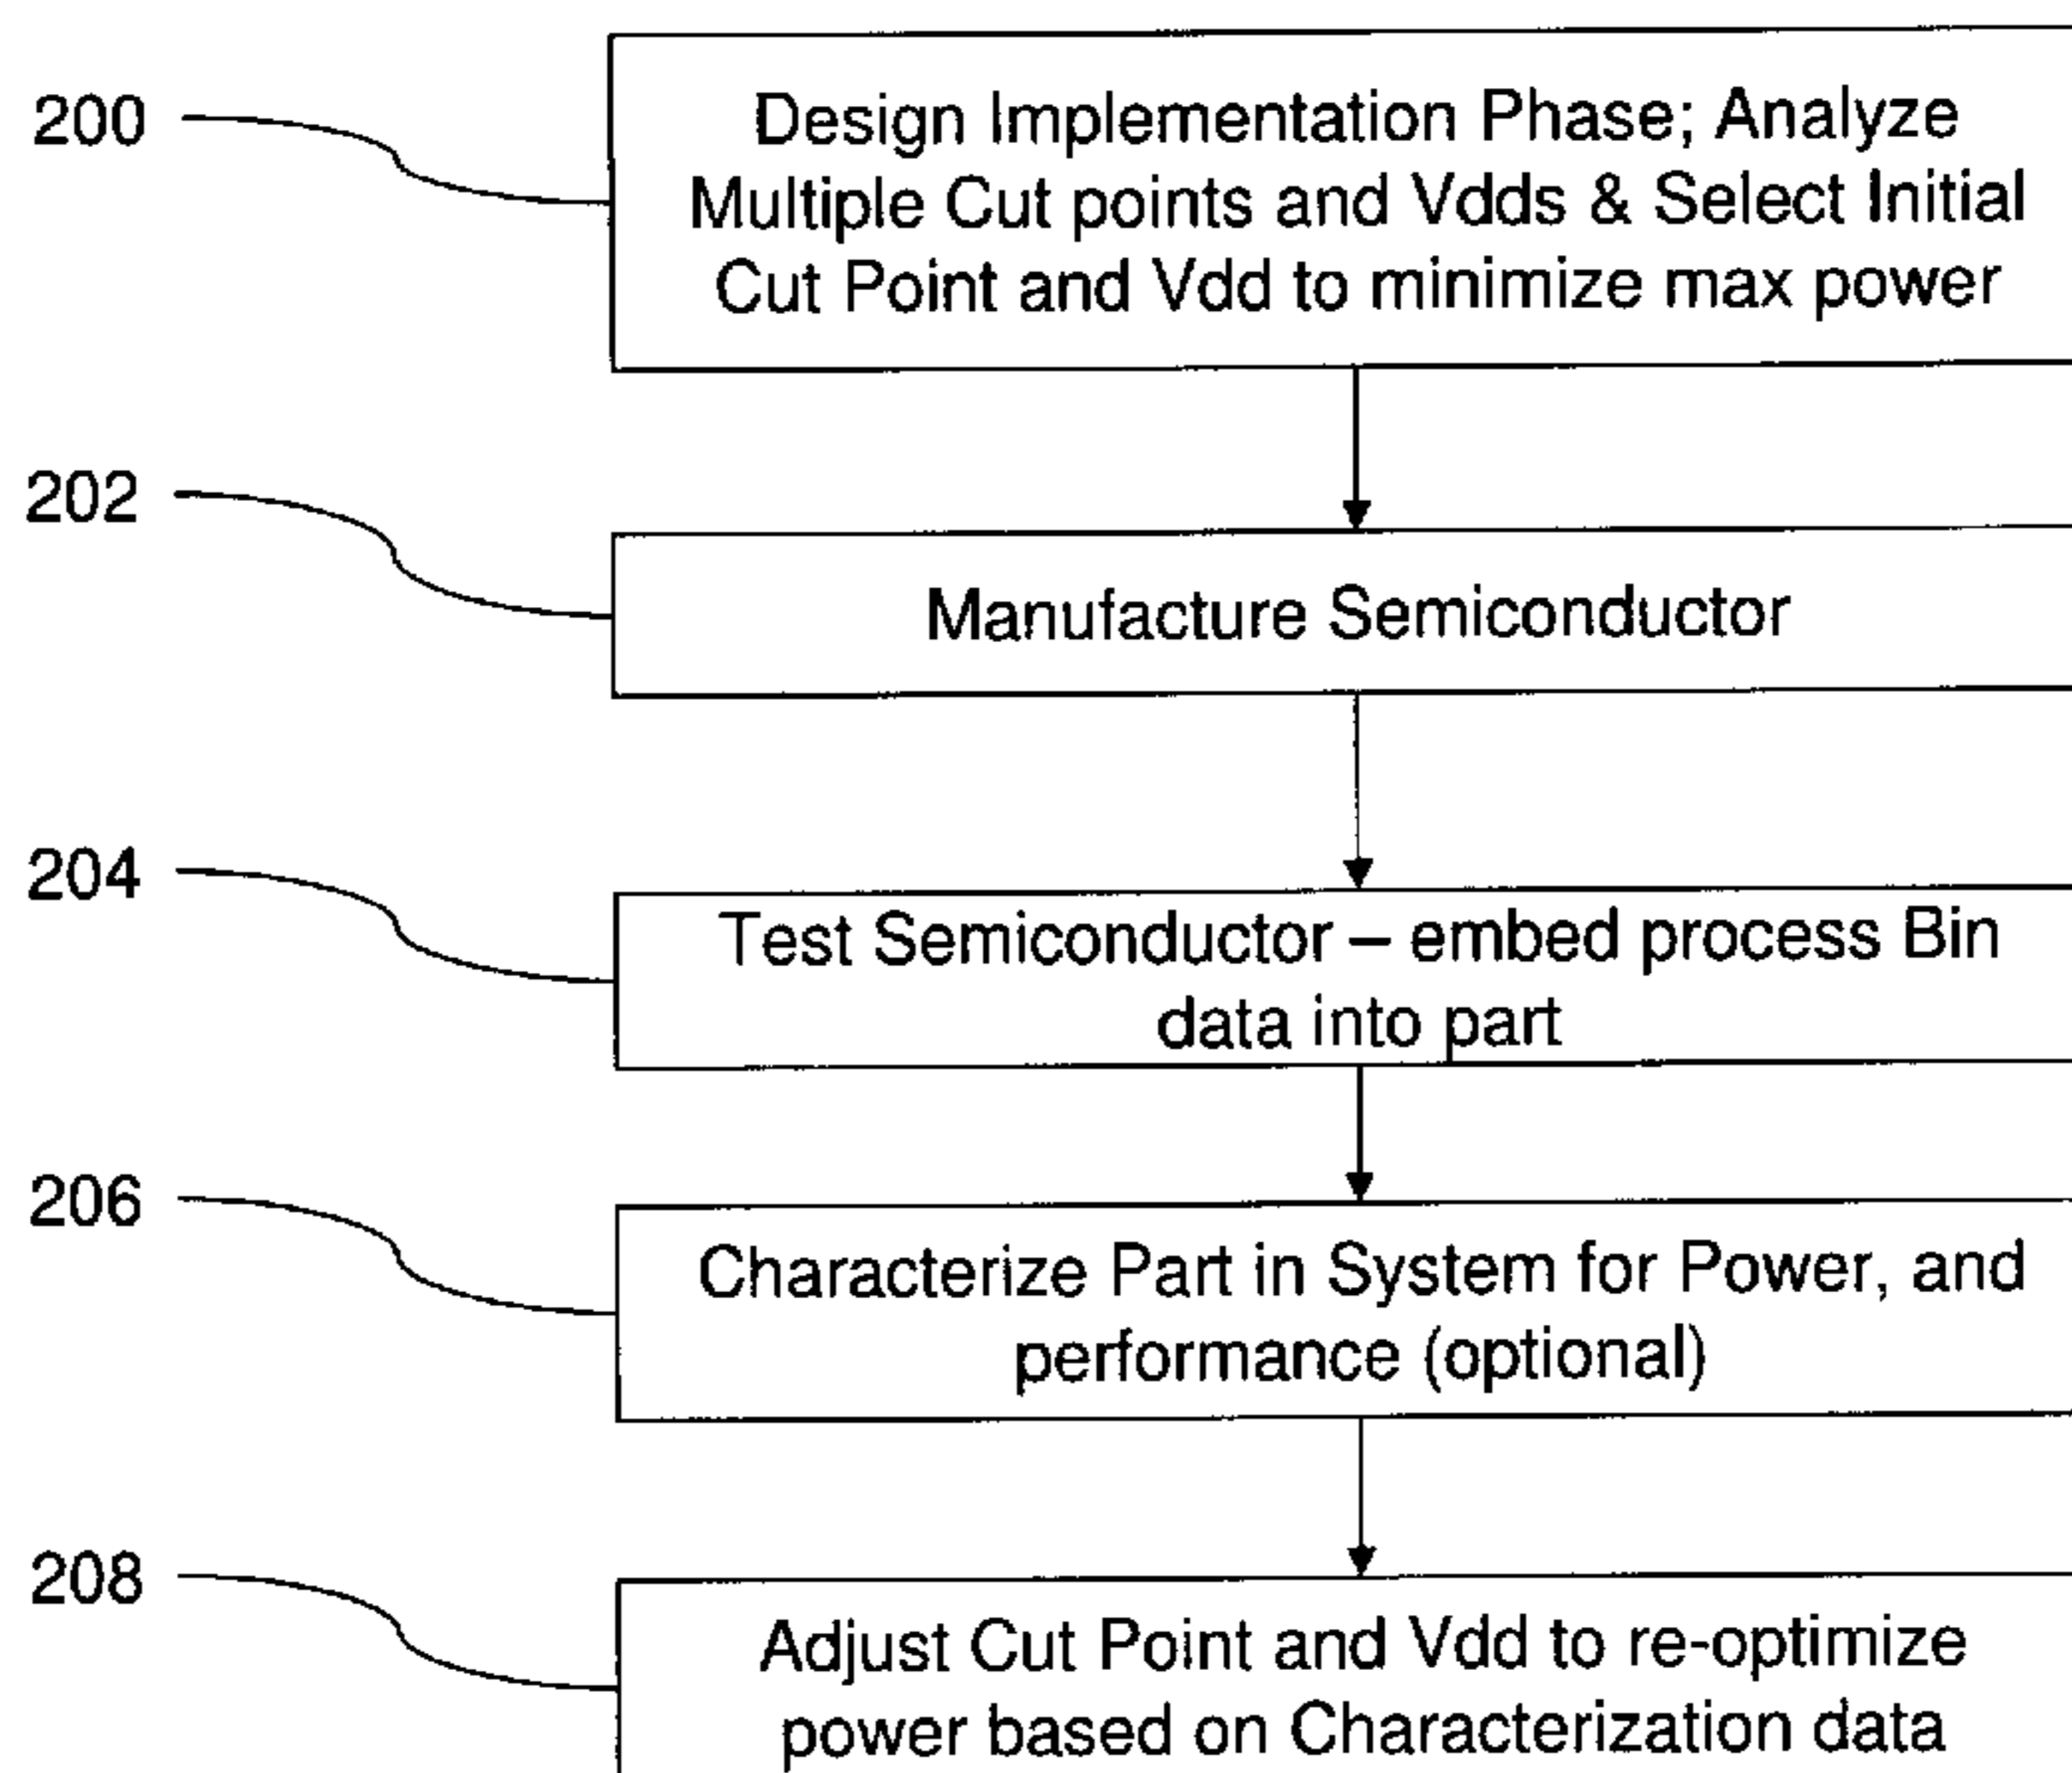 200
Design Implementation Phase; Analyze
Multiple Cut points and Vdds & Select Initial
Cut Point and Vdd to minimize max power
202
Manufacture Semiconductor
204
Test Semiconductor – embed process Bin
data into part
206
Characterize Part in System for Power, and
performance (optional)
208
Adjust Cut Point and Vdd to re-optimize
power based on Characterization data